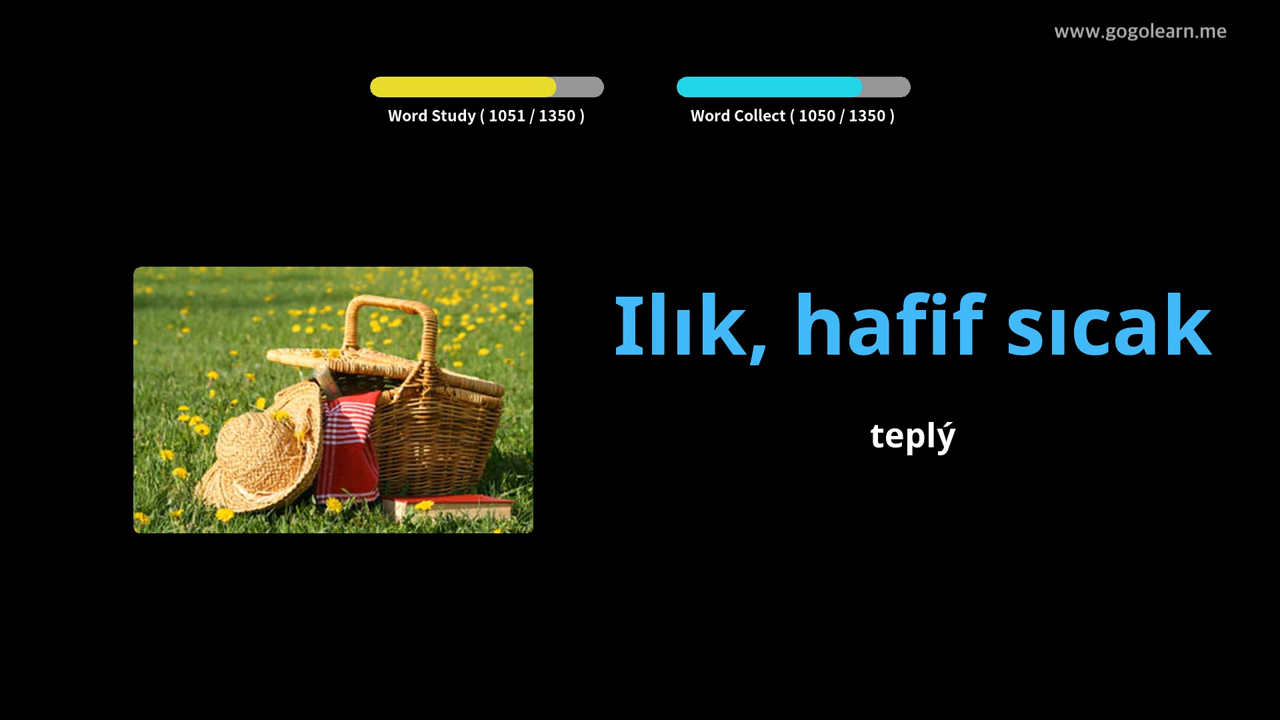 www.gogolearn.me
Word Study ( 1051 / 1350 )
Word Collect ( 1050 / 1350 )
Ilık, hafif sıcak
teplý